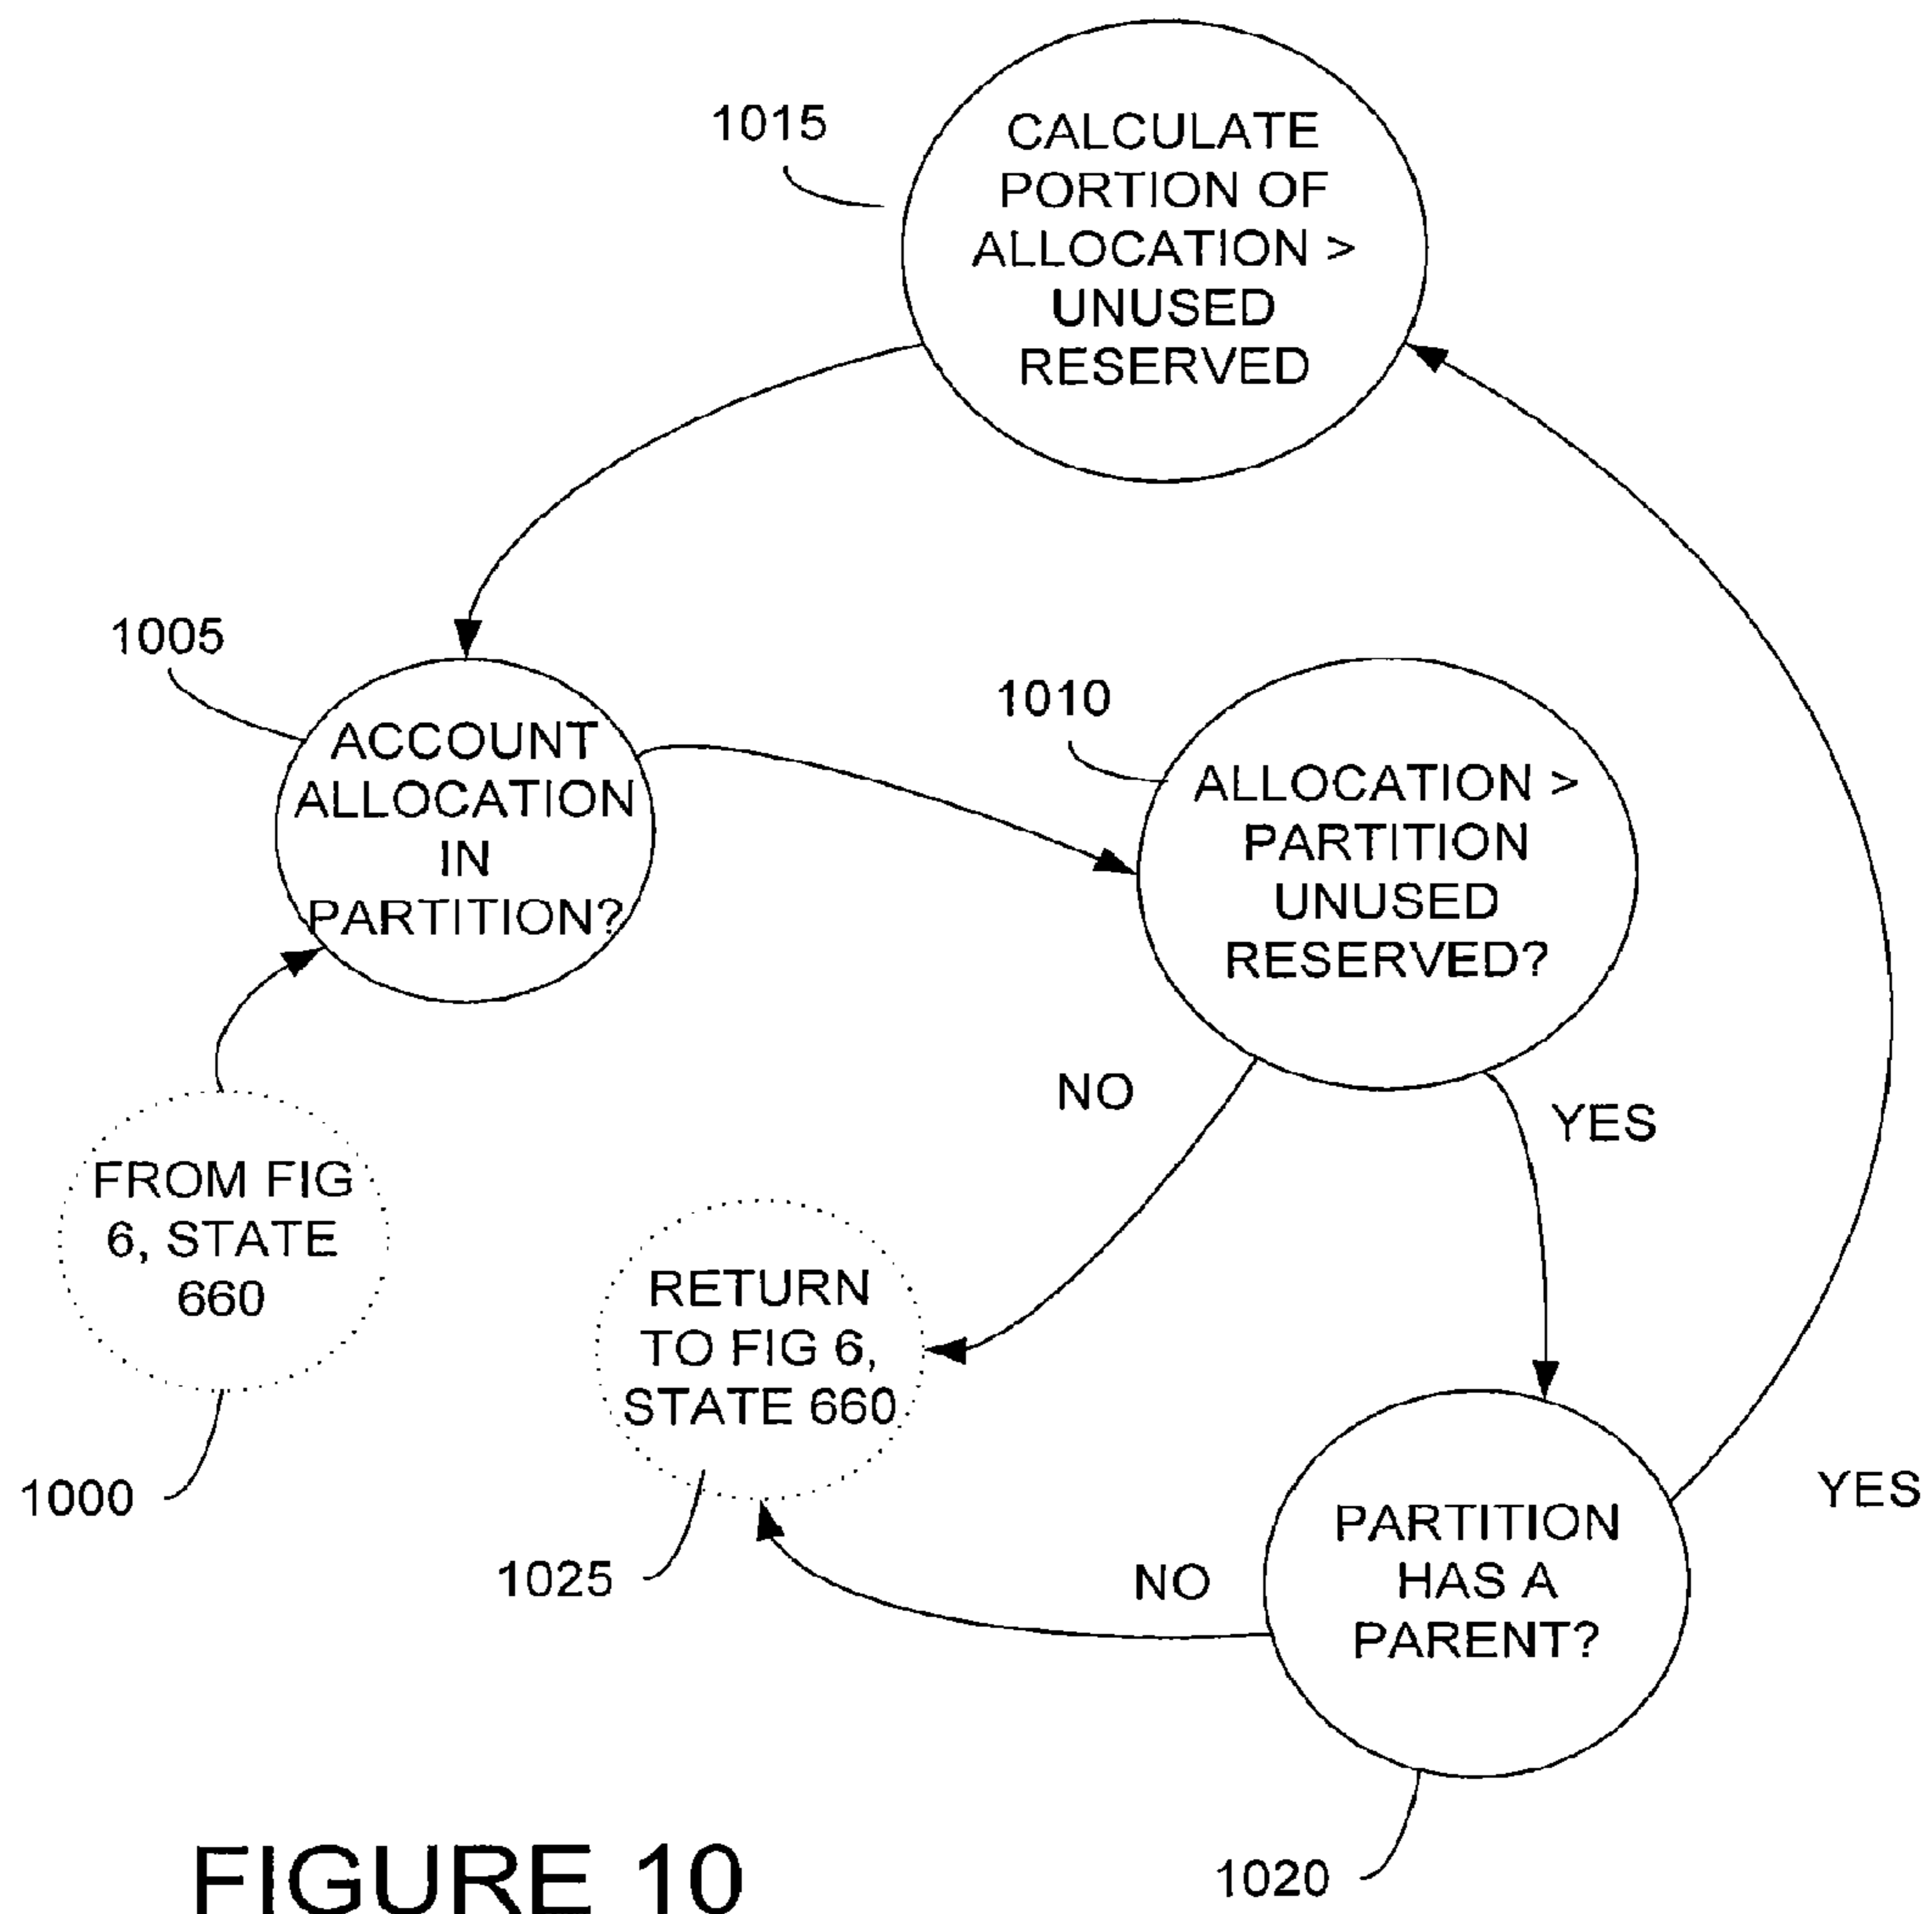 1015
CALCULATE
PORTION OF
ALLOCATION >
UNUSED
RESERVED
1005
ACCOUNT
ALLOCATION
IN
PARTITION?
1010
ALLOCATION >
PARTITION
UNUSED
RESERVED?
NO
YES
FROM FIG
6, STATE
660
RETURN
TO FIG 6,
STATE 660
1000
1025
NO
YES
PARTITION
HAS A
PARENT?
1020
FIGURE 10